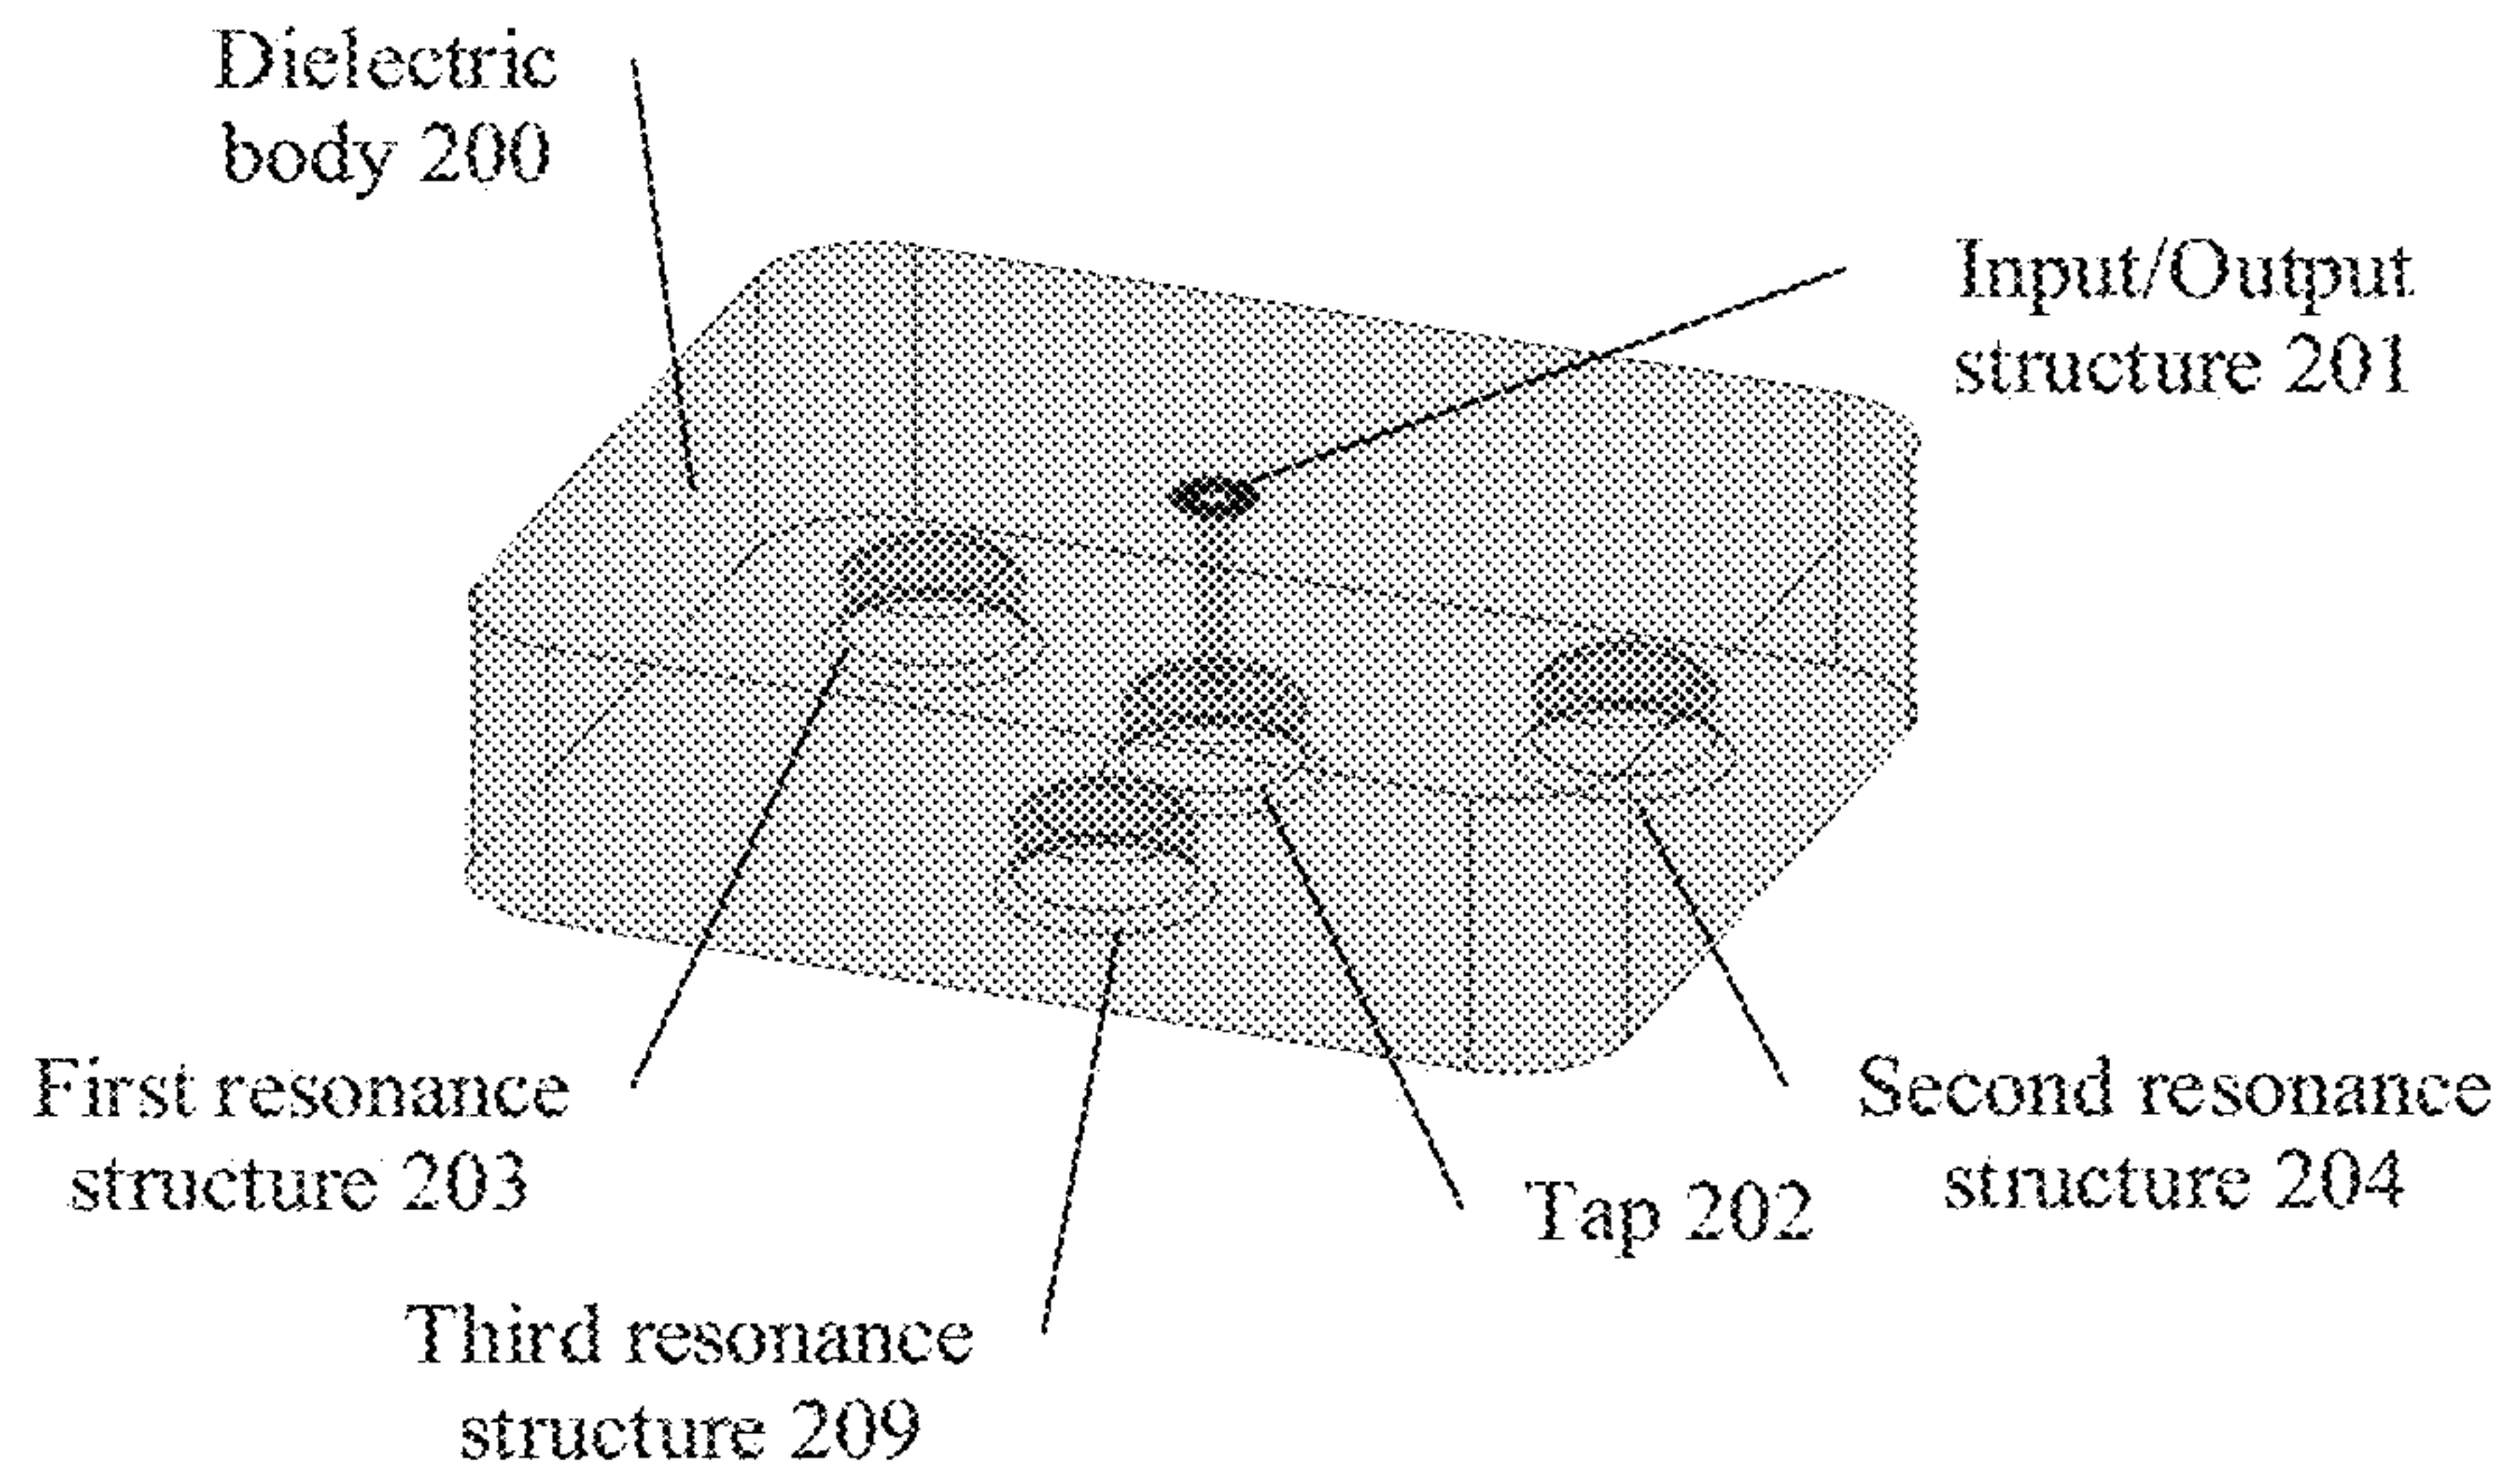 Dielectric
body 200
Input/Output
structure 201
First resonance
structure 203
Second resonance
structure 204
Tap 202
Third resonance
structure 209